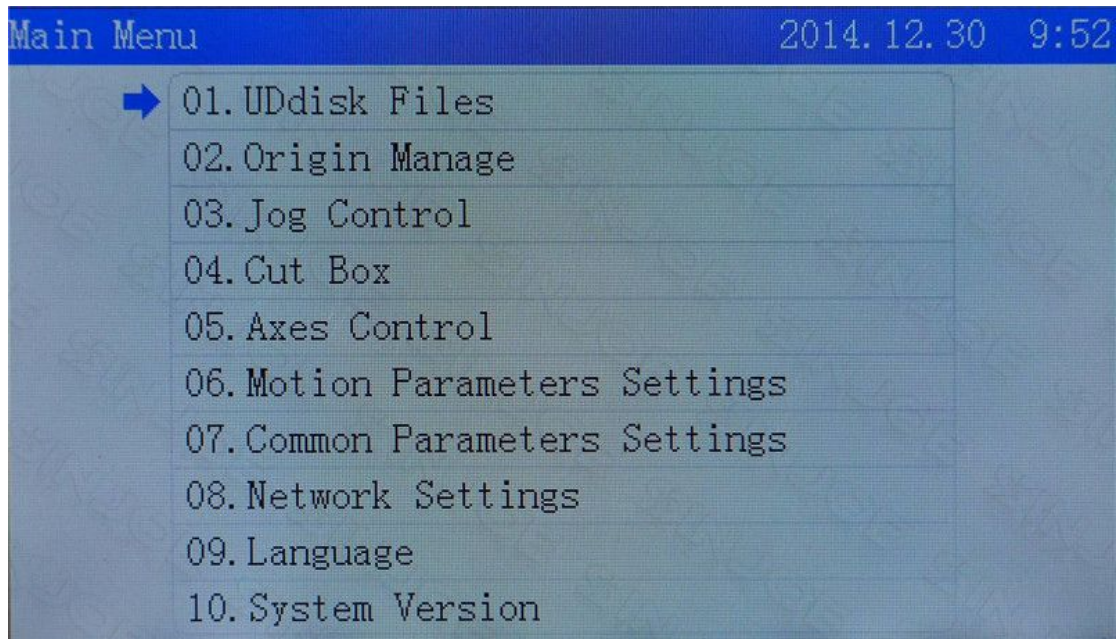 Main Menu 2014.12.30 9:52
01.UDdisk Files
02.Origin Manage
03.Jog Control
04.Cut Box
05.Axes Control
06.Motion Parameters Settings
07.Common Parameters Settings
08.Network Settings
09.Language
10.System Version